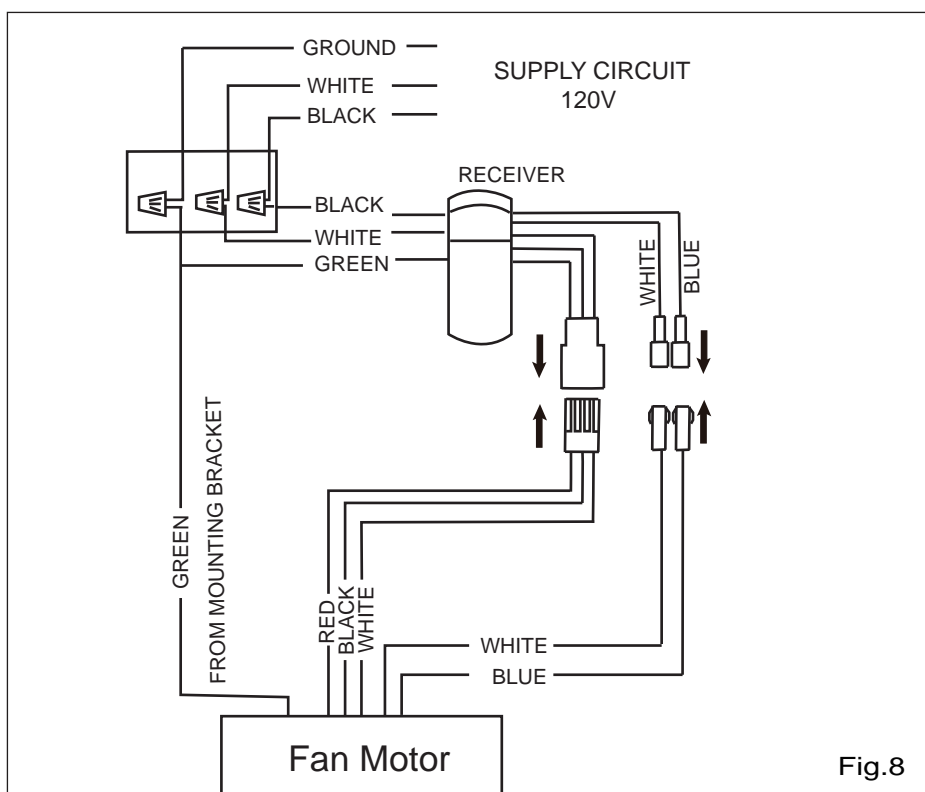 GROUND
WHITE
BLACK
SUPPLY CIRCUIT
120V
RECEIVER
BLACK
WHITE
GREEN
WHITE
BLUE
GREEN
FROM MOUNTING BRACKET
RED
BLACK
WHITE
WHITE
BLUE
Fan Motor
Fig.8